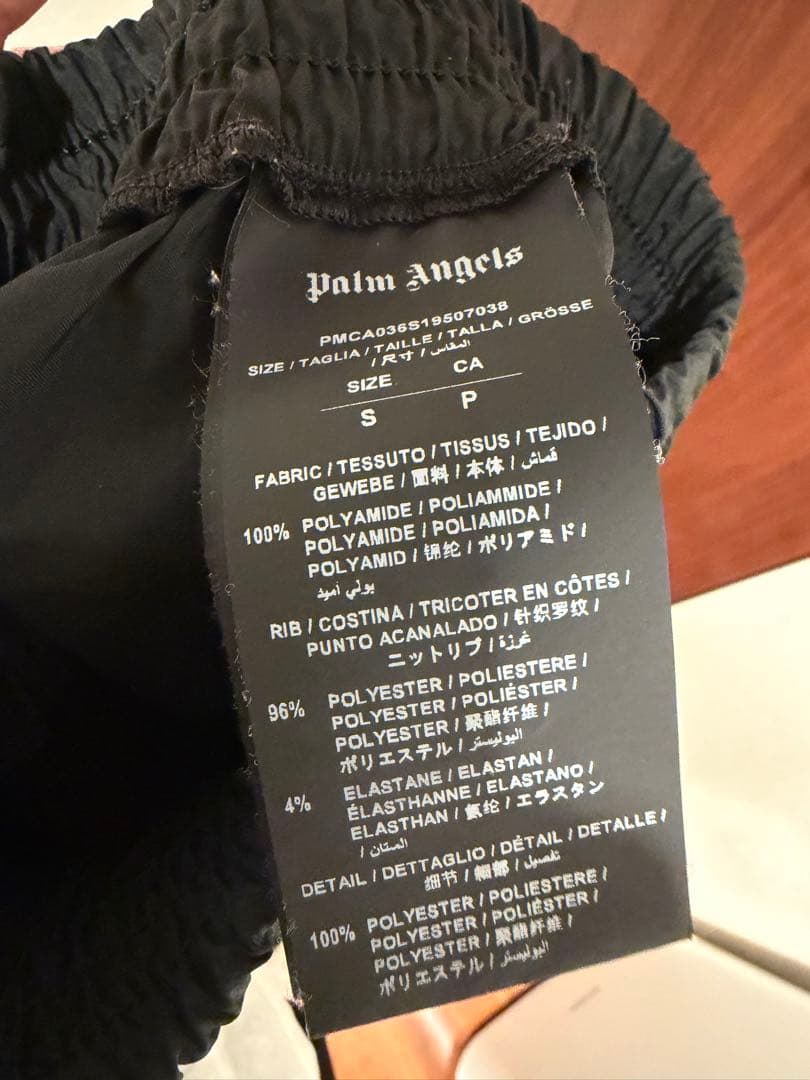 Palm Angels
PMCA036S19507038
SIZE / TAGLIA / TAILLE / TALLA / GRÖSSE
/ 尺寸 / المقاس /
SIZE CA
S P
FABRIC / TESSUTO / TISSUS / TEJIDO /
GEWEBE / 面料 / 本体 / قماش /
100% POLYAMIDE / POLIAMMIDE /
POLYAMIDE / POLIAMIDA /
POLYAMID / 锦纶 / ポリアミド /
بولي أميد
RIB / COSTINA / TRICOTER EN CÔTES /
PUNTO ACANALADO / 针织罗纹 /
ニットリブ / غرزة /
96% POLYESTER / POLIESTERE /
POLYESTER / POLIÉSTER /
POLYESTER / 聚酯纤维 /
ポリエステル / البوليستر
4% ELASTANE / ELASTAN /
ÉLASTHANNE / ELASTANO /
ELASTHAN / 氨纶 / エラスタン
/ الستان
DETAIL / DETTAGLIO / DÉTAIL / DETALLE /
细节 / 細部 / تفصيل /
100% POLYESTER / POLIESTERE /
POLYESTER / POLIÉSTER /
POLYESTER / 聚酯纤维 /
ポリエステル / البوليستر